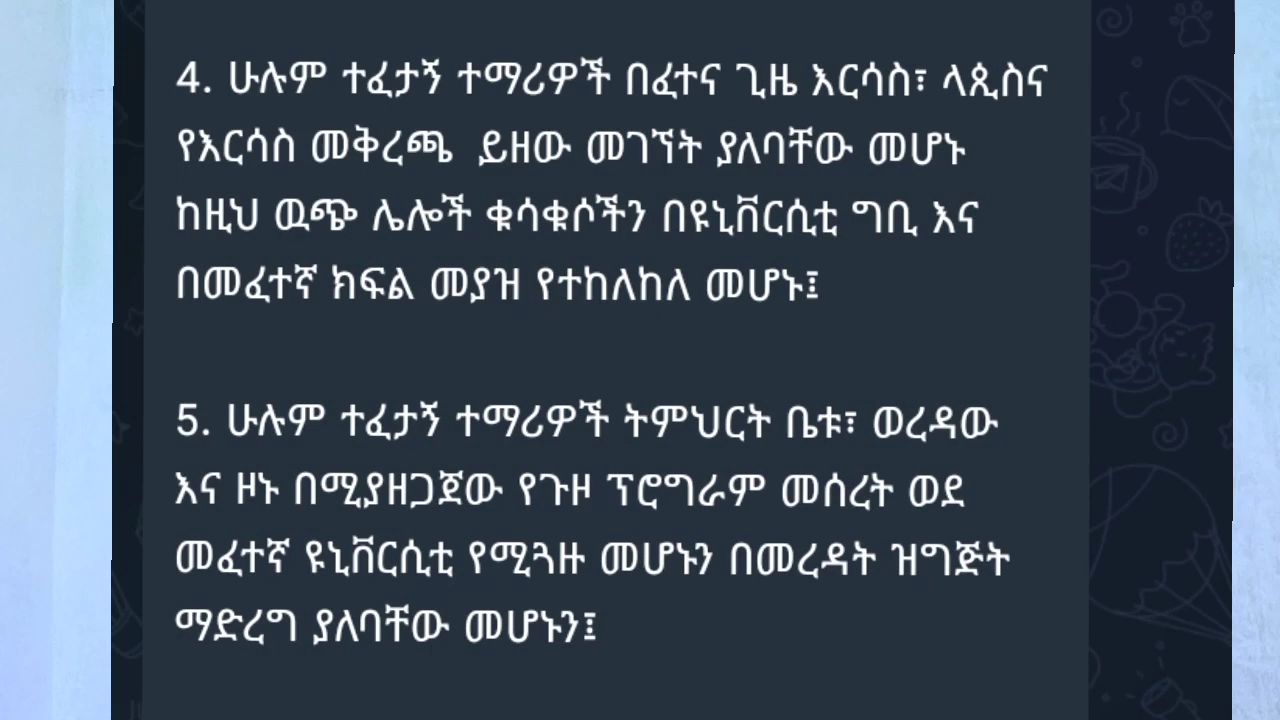 4. ሁሉም ተፈታኝ ተማሪዎች በፈተና ጊዜ እርሳስ፣ ላጲስና
የእርሳስ መቅረጫ ይዘው መገኘት ያለባቸው መሆኑ
ከዚህ ዉጭ ሌሎች ቁሳቁሶችን በዩኒቨርሲቲ ግቢ እና
በመፈተኛ ክፍል መያዝ የተከለከለ መሆኑ፤
5. ሁሉም ተፈታኝ ተማሪዎች ትምህርት ቤቱ፣ ወረዳው
እና ዞኑ በሚያዘጋጀው የጉዞ ፕሮግራም መሰረት ወደ
መፈተኛ ዩኒቨርሲቲ የሚጓዙ መሆኑን በመረዳት ዝግጅት
ማድረግ ያለባቸው መሆኑን፤